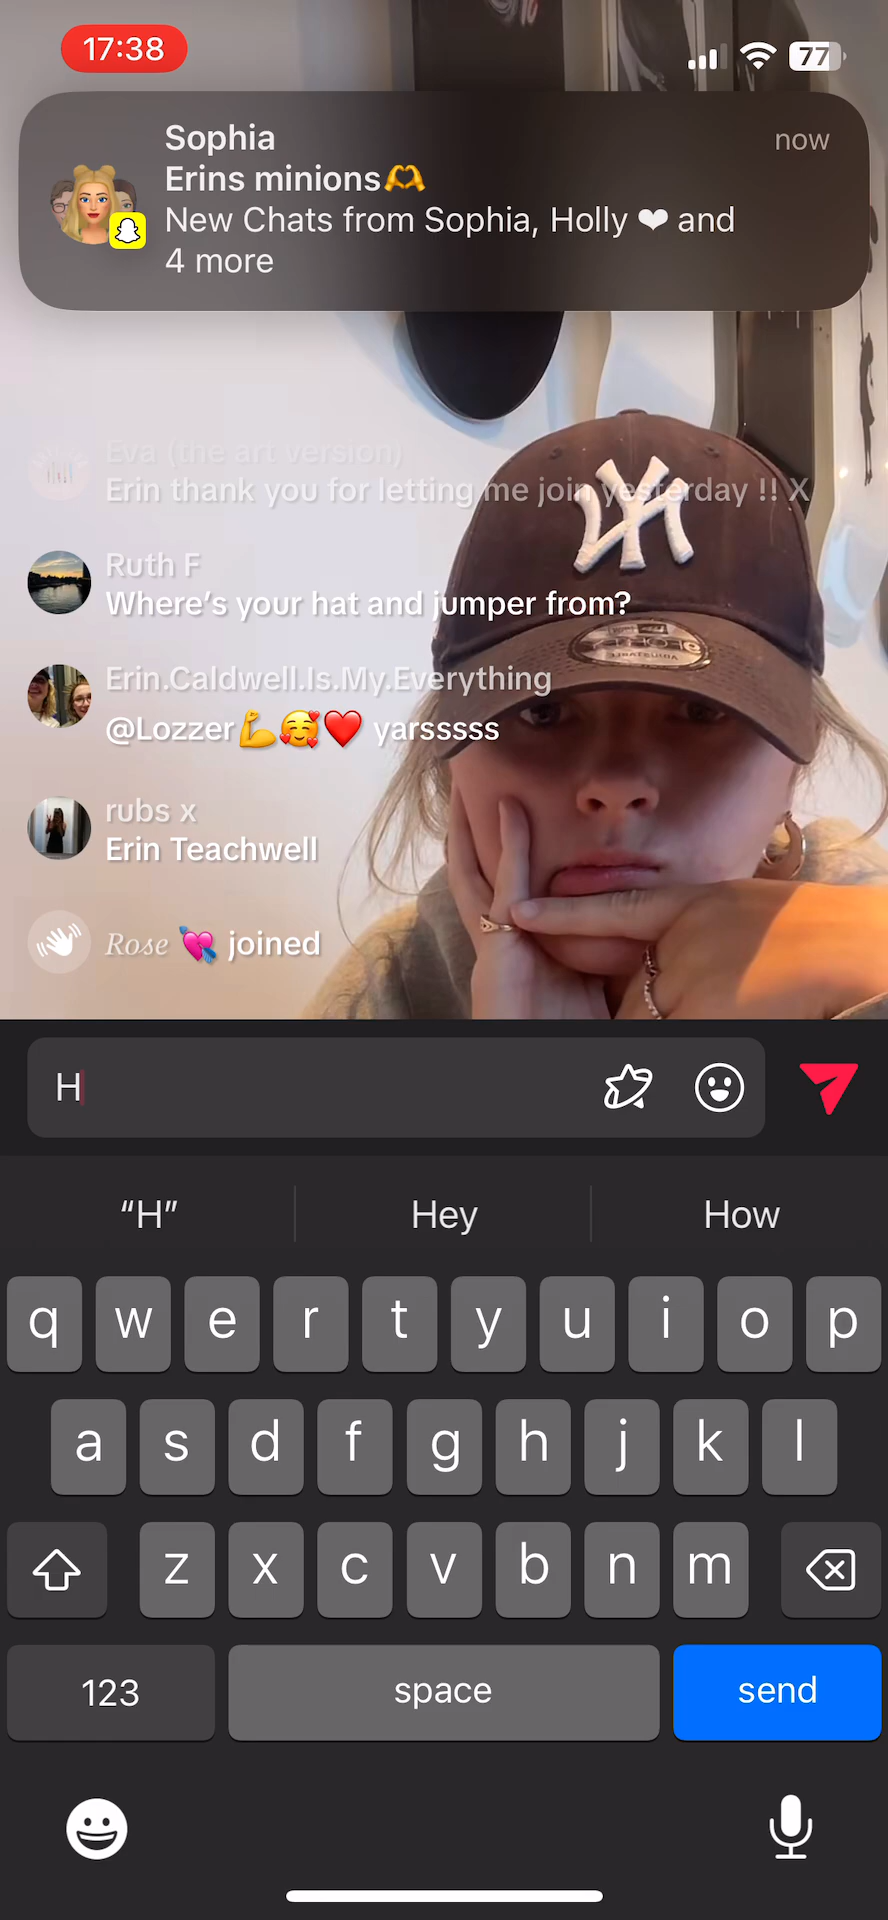 17:38
77
Sophia
now
Erins minions🫶
New Chats from Sophia, Holly ❤ and
4 more
Eva (the art version)
Erin thank you for letting me join yesterday !! X
Ruth F
Where’s your hat and jumper from?
Erin.Caldwell.Is.My.Everything
@Lozzer💪🥰❤️ yarsssss
rubs x
Erin Teachwell
Rose 💘 joined
H
“H”
Hey
How
q w e r t y u i o p
a s d f g h j k l
z x c v b n m
123
space
send